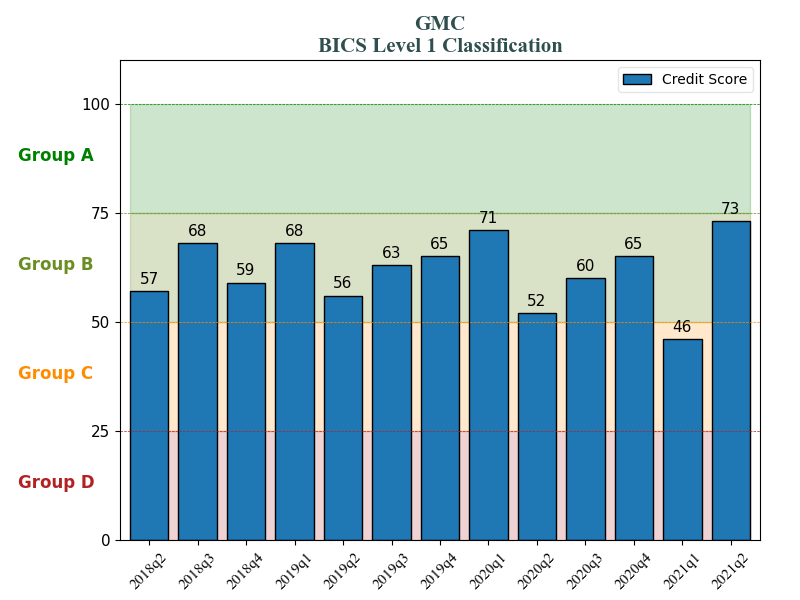 GMC
BICS Level 1 Classification
Credit Score
100
Group A
75
Group B
50
Group C
25
Group D
0
57
68
59
68
56
63
65
71
52
60
65
46
73
2018q2
2018q3
2018q4
2019q1
2019q2
2019q3
2019q4
2020q1
2020q2
2020q3
2020q4
2021q1
2021q2